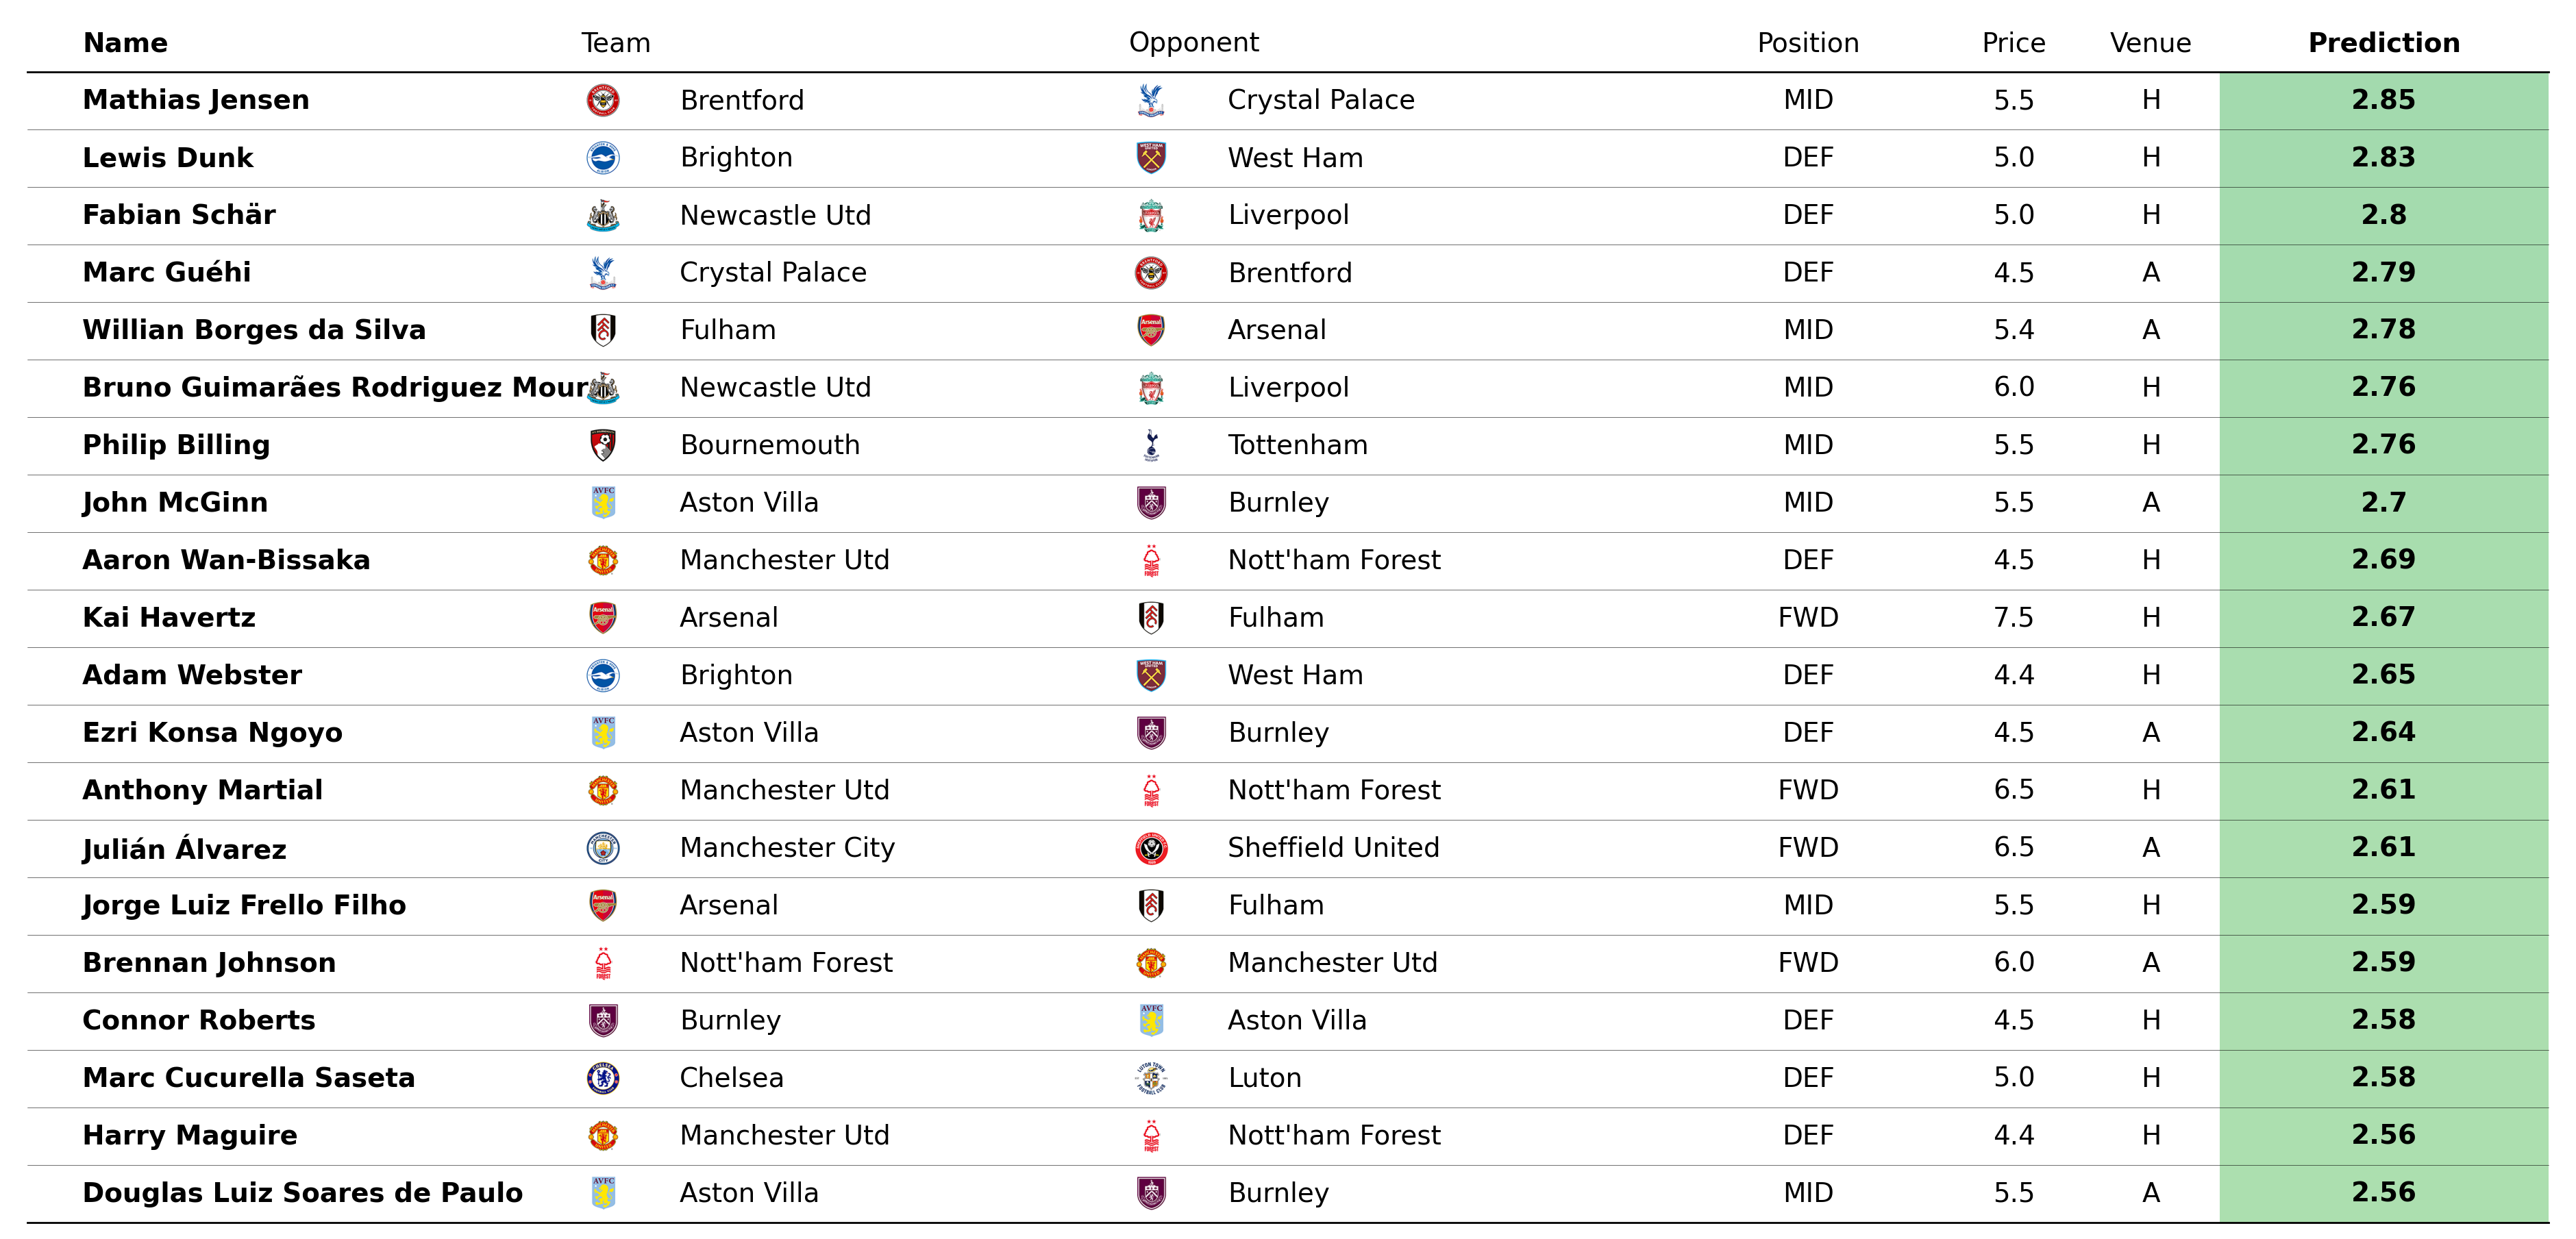 Name Team Opponent Position Price Venue Prediction
Mathias Jensen Brentford Crystal Palace MID 5.5 H 2.85
Lewis Dunk Brighton West Ham DEF 5.0 H 2.83
Fabian Schär Newcastle Utd Liverpool DEF 5.0 H 2.8
Marc Guéhi Crystal Palace Brentford DEF 4.5 A 2.79
Willian Borges da Silva Fulham Arsenal MID 5.4 A 2.78
Bruno Guimarães Rodriguez Mour Newcastle Utd Liverpool MID 6.0 H 2.76
Philip Billing Bournemouth Tottenham MID 5.5 H 2.76
John McGinn Aston Villa Burnley MID 5.5 A 2.7
Aaron Wan-Bissaka Manchester Utd Nott'ham Forest DEF 4.5 H 2.69
Kai Havertz Arsenal Fulham FWD 7.5 H 2.67
Adam Webster Brighton West Ham DEF 4.4 H 2.65
Ezri Konsa Ngoyo Aston Villa Burnley DEF 4.5 A 2.64
Anthony Martial Manchester Utd Nott'ham Forest FWD 6.5 H 2.61
Julián Álvarez Manchester City Sheffield United FWD 6.5 A 2.61
Jorge Luiz Frello Filho Arsenal Fulham MID 5.5 H 2.59
Brennan Johnson Nott'ham Forest Manchester Utd FWD 6.0 A 2.59
Connor Roberts Burnley Aston Villa DEF 4.5 H 2.58
Marc Cucurella Saseta Chelsea Luton DEF 5.0 H 2.58
Harry Maguire Manchester Utd Nott'ham Forest DEF 4.4 H 2.56
Douglas Luiz Soares de Paulo Aston Villa Burnley MID 5.5 A 2.56